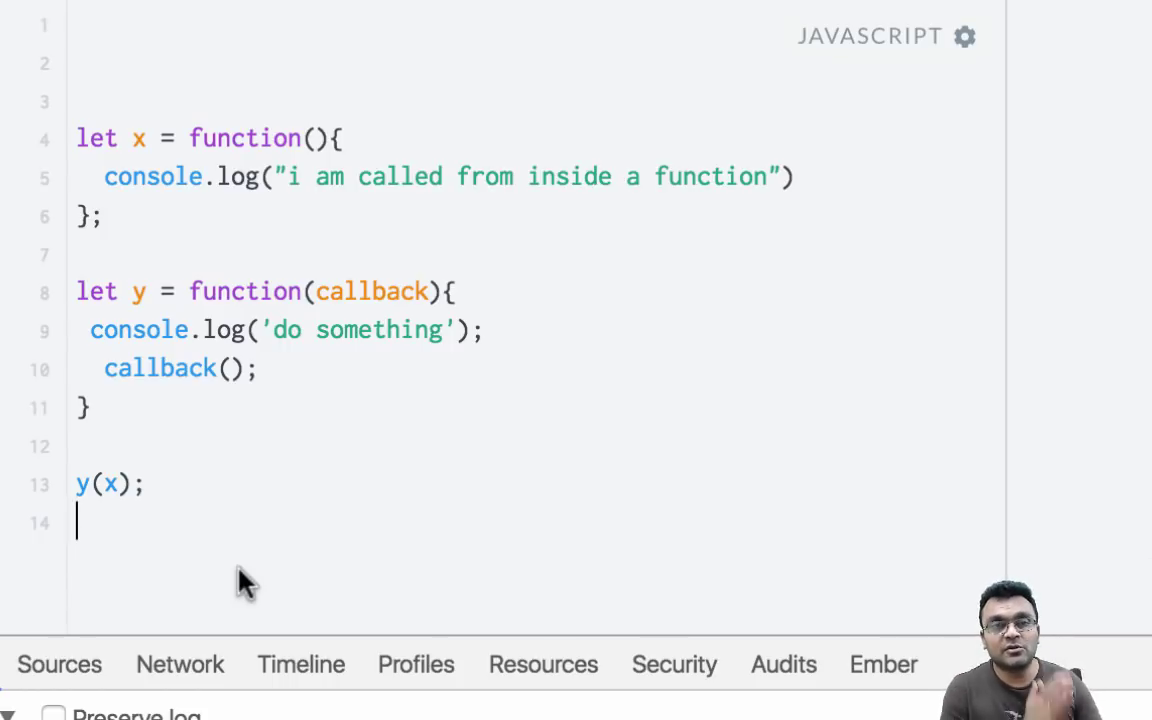 1
JAVASCRIPT
2
3
4 let x = function(){
5 console.log("i am called from inside a function")
6 };
7
8 let y = function(callback){
9 console.log('do something');
10 callback();
11 }
12
13 y(x);
14
Sources Network Timeline Profiles Resources Security Audits Ember
Preserve log